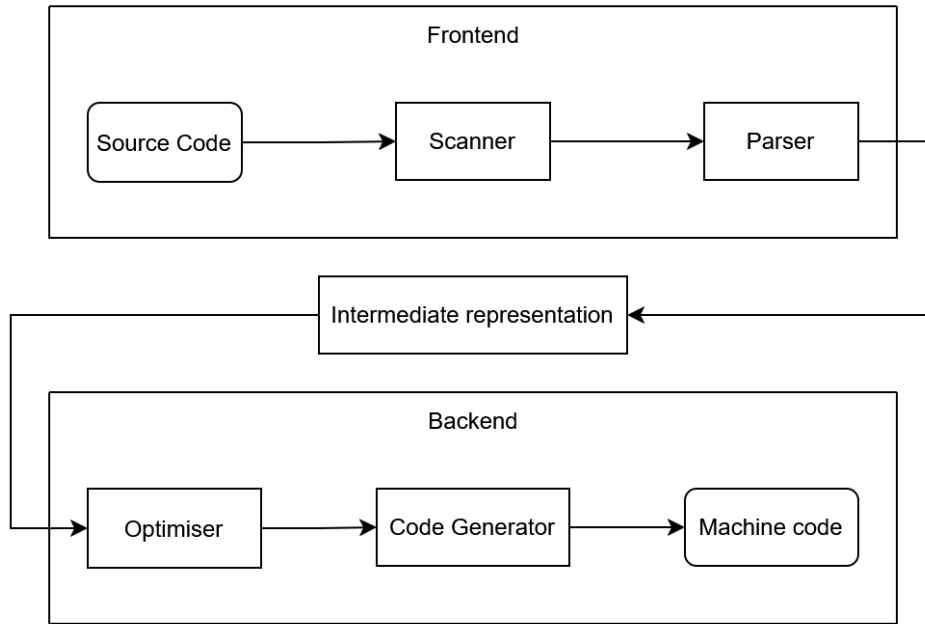 Frontend
Source Code
Scanner
Parser
Intermediate representation
Backend
Optimiser
Code Generator
Machine code